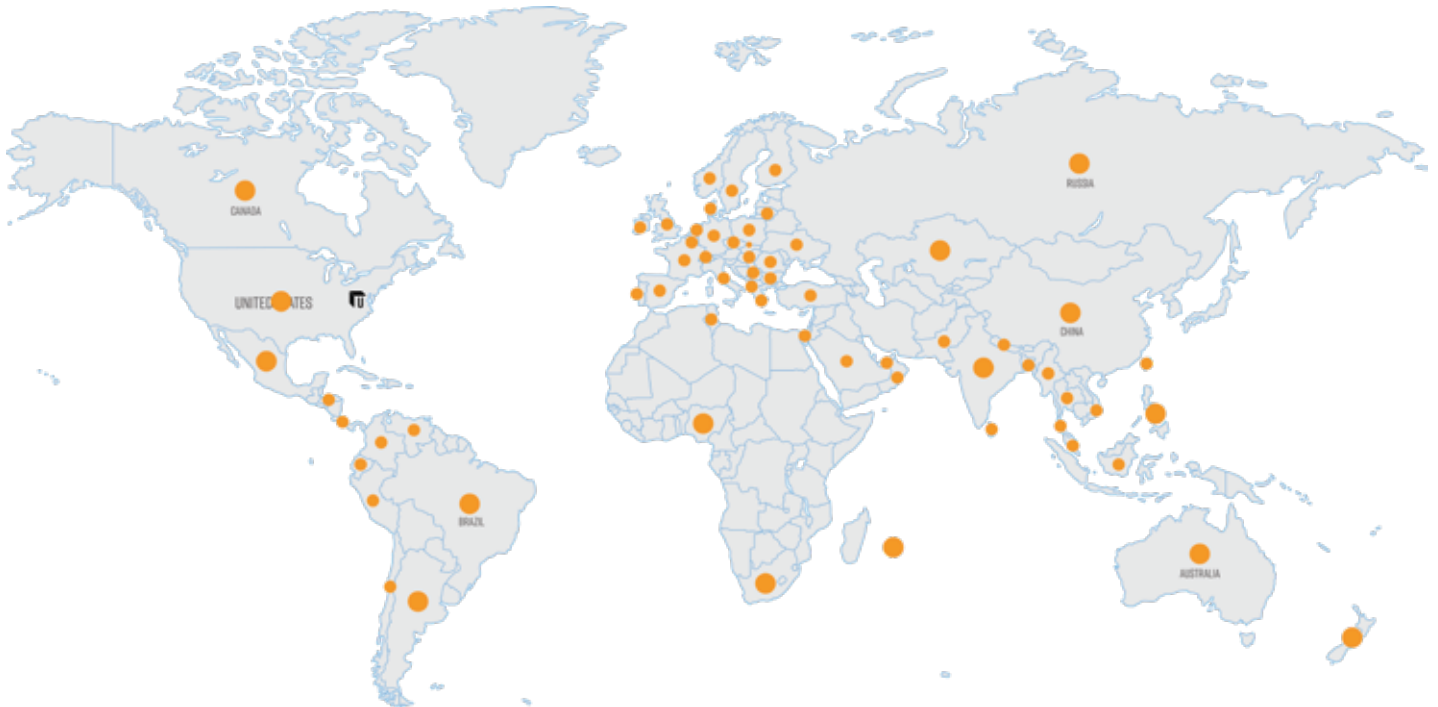 RUSSIA
CANADA
UNITED STATES
U
CHINA
BRAZIL
AUSTRALIA